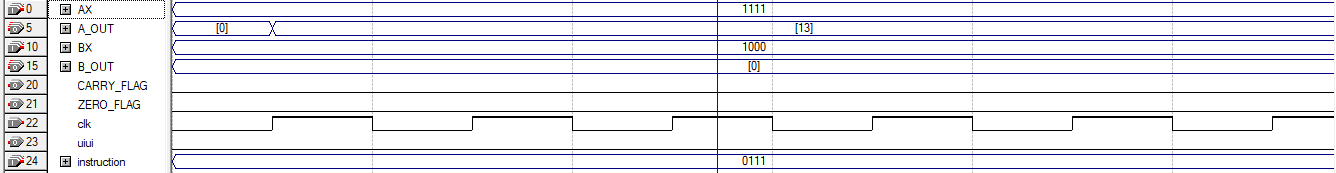 0 AX 1111
5 A_OUT [0] [13]
10 BX 1000
15 B_OUT [0]
20 CARRY_FLAG
21 ZERO_FLAG
22 clk
23 uiui
24 instruction 0111